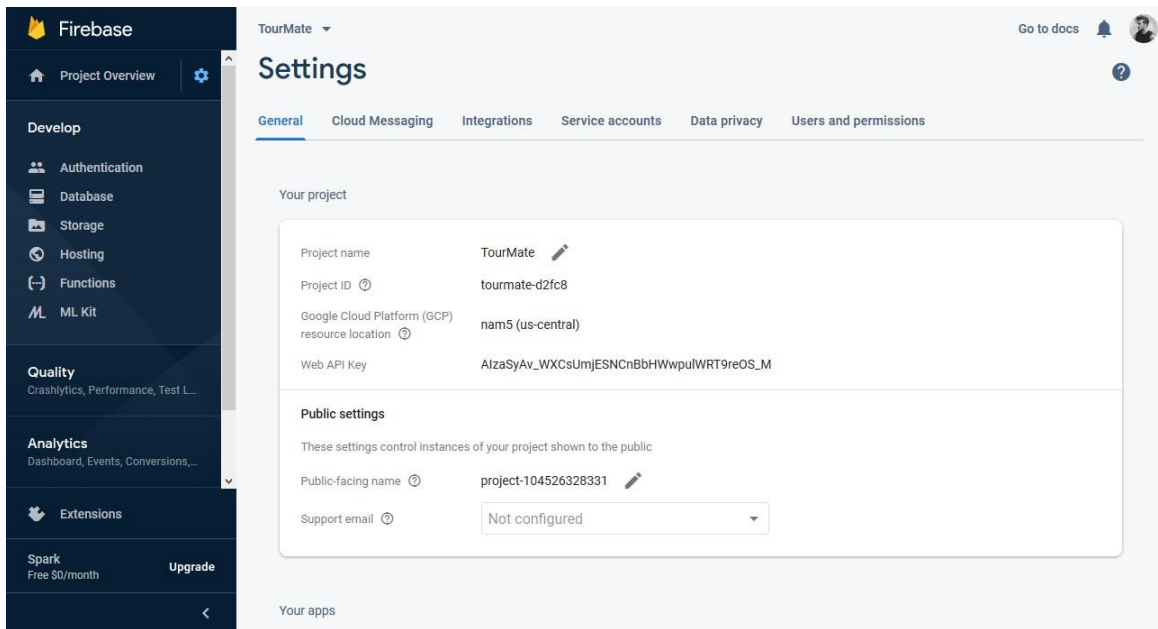 Firebase
Project Overview
Develop
Authentication
Database
Storage
Hosting
Functions
ML Kit
Quality
Crashlytics, Performance, Test L...
Analytics
Dashboard, Events, Conversions,...
Extensions
Spark
Free $0/month
Upgrade
TourMate
Go to docs
Settings
General Cloud Messaging Integrations Service accounts Data privacy Users and permissions
Your project
Project name TourMate
Project ID tourmate-d2fc8
Google Cloud Platform (GCP)
resource location nam5 (us-central)
Web API Key AIzaSyAv_WXCsUmjESNCnBbHWwpulWRT9reOS_M
Public settings
These settings control instances of your project shown to the public
Public-facing name project-104526328331
Support email Not configured
Your apps